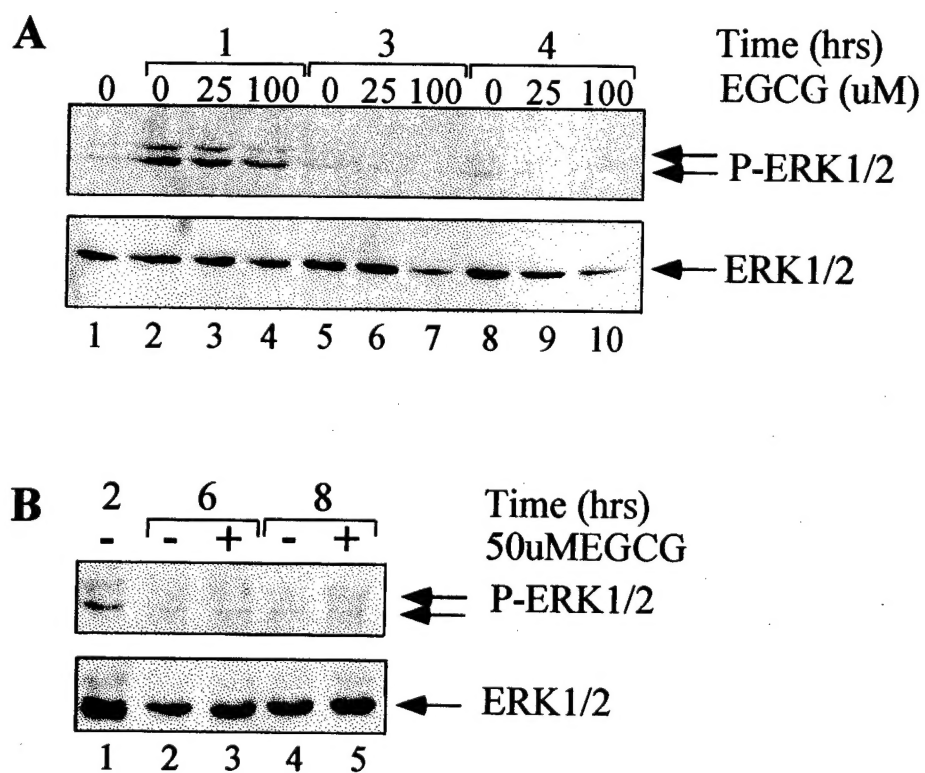 A
1 3 4 Time (hrs)
0 0 25 100 0 25 100 0 25 100 EGCG (uM)
P-ERK1/2
ERK1/2
1 2 3 4 5 6 7 8 9 10
B
2 6 8 Time (hrs)
- - + - + 50uMEGCG
P-ERK1/2
ERK1/2
1 2 3 4 5